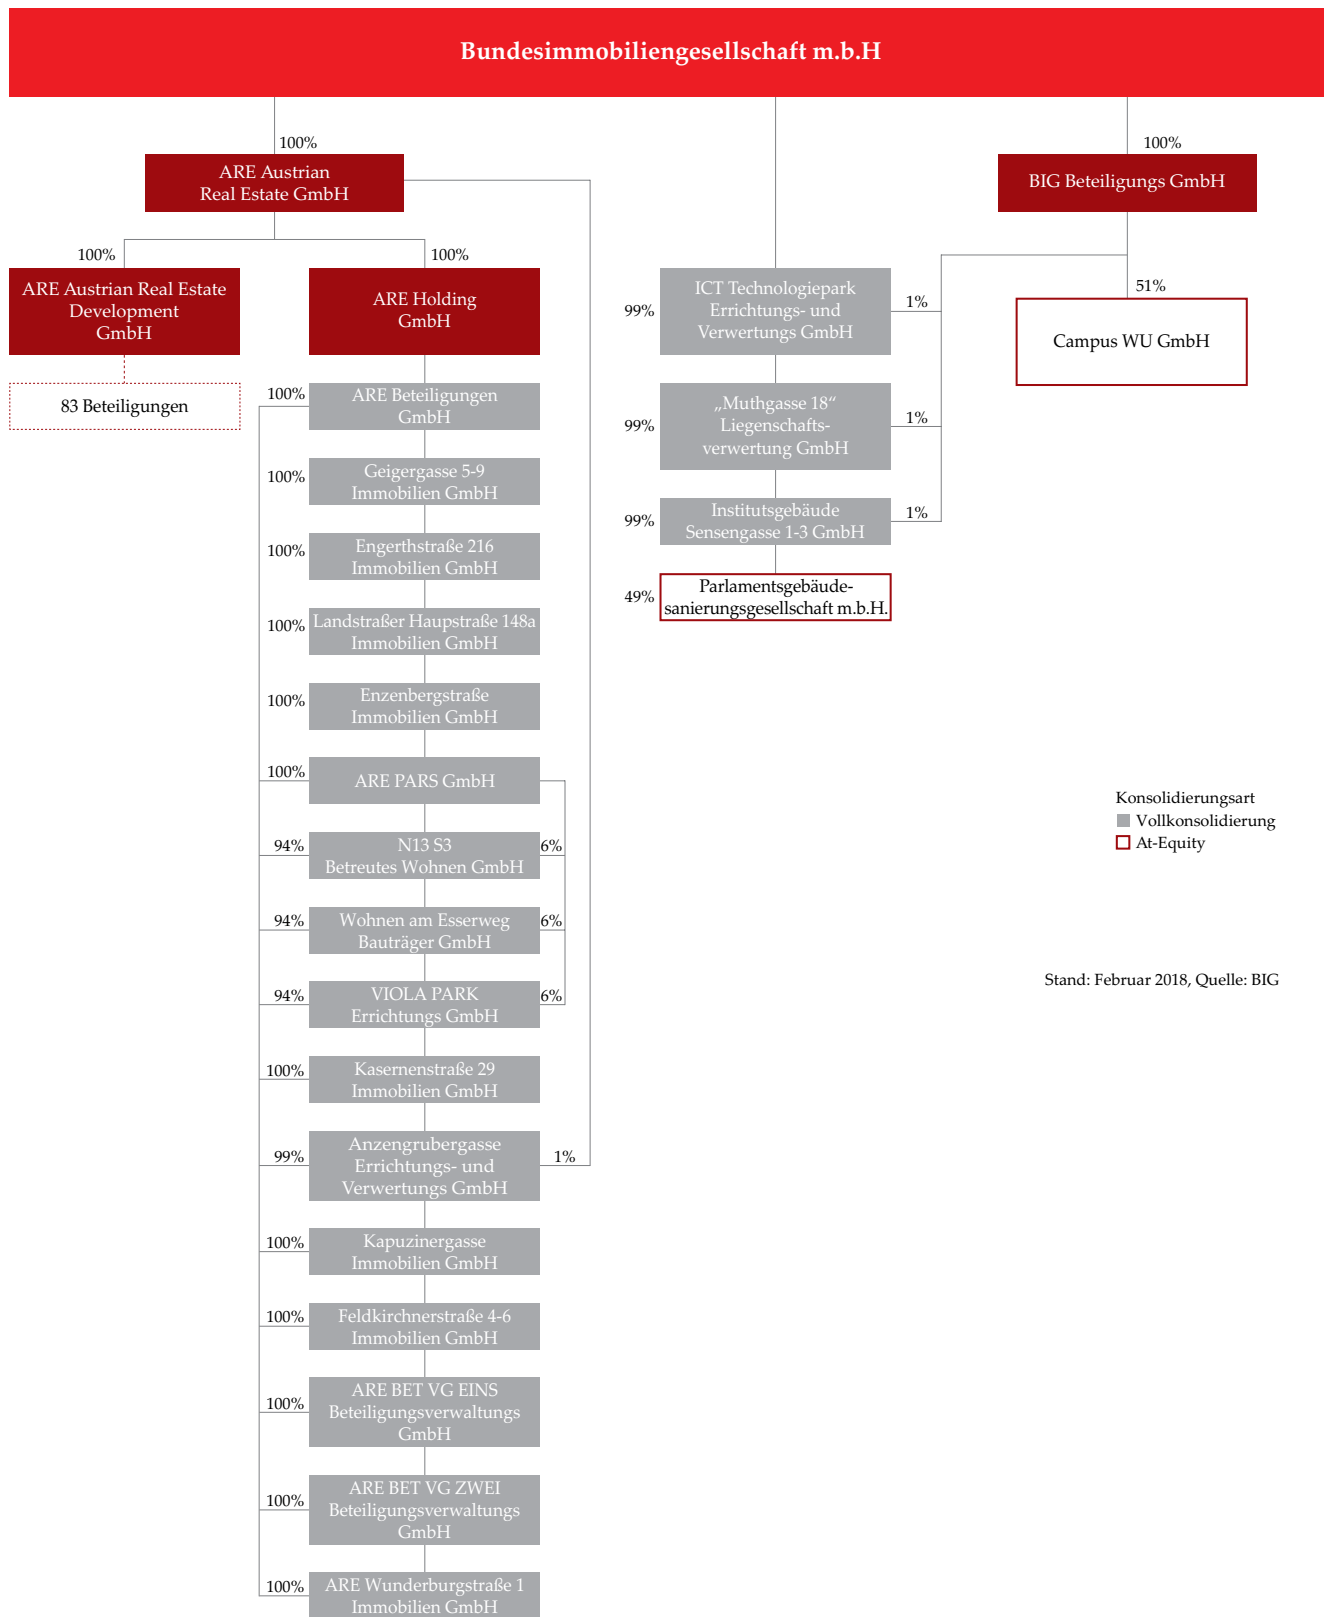 Bundesimmobiliengesellschaft m.b.H
100%
ARE Austrian
Real Estate GmbH
100%
BIG Beteiligungs GmbH
100%
ARE Austrian Real Estate
Development
GmbH
83 Beteiligungen
100%
ARE Holding
GmbH
100%
ARE Beteiligungen
GmbH
100%
Geigergasse 5-9
Immobilien GmbH
100%
Engerthstraße 216
Immobilien GmbH
100%
Landstraßer Haupstraße 148a
Immobilien GmbH
100%
Enzenbergstraße
Immobilien GmbH
100%
ARE PARS GmbH
94%
N13 S3
Betreutes Wohnen GmbH
6%
94%
Wohnen am Esserweg
Bauträger GmbH
6%
94%
VIOLA PARK
Errichtungs GmbH
6%
100%
Kasernenstraße 29
Immobilien GmbH
99%
Anzengrubergasse
Errichtungs- und
Verwertungs GmbH
1%
100%
Kapuzinergasse
Immobilien GmbH
100%
Feldkirchnerstraße 4-6
Immobilien GmbH
100%
ARE BET VG EINS
Beteiligungsverwaltungs
GmbH
100%
ARE BET VG ZWEI
Beteiligungsverwaltungs
GmbH
100%
ARE Wunderburgstraße 1
Immobilien GmbH
99%
ICT Technologiepark
Errichtungs- und
Verwertungs GmbH
1%
99%
„Muthgasse 18“
Liegenschafts-
verwertung GmbH
1%
99%
Institutsgebäude
Sensengasse 1-3 GmbH
1%
49%
Parlamentsgebäude-
sanierungsgesellschaft m.b.H.
51%
Campus WU GmbH
Konsolidierungsart
Vollkonsolidierung
At-Equity
Stand: Februar 2018, Quelle: BIG